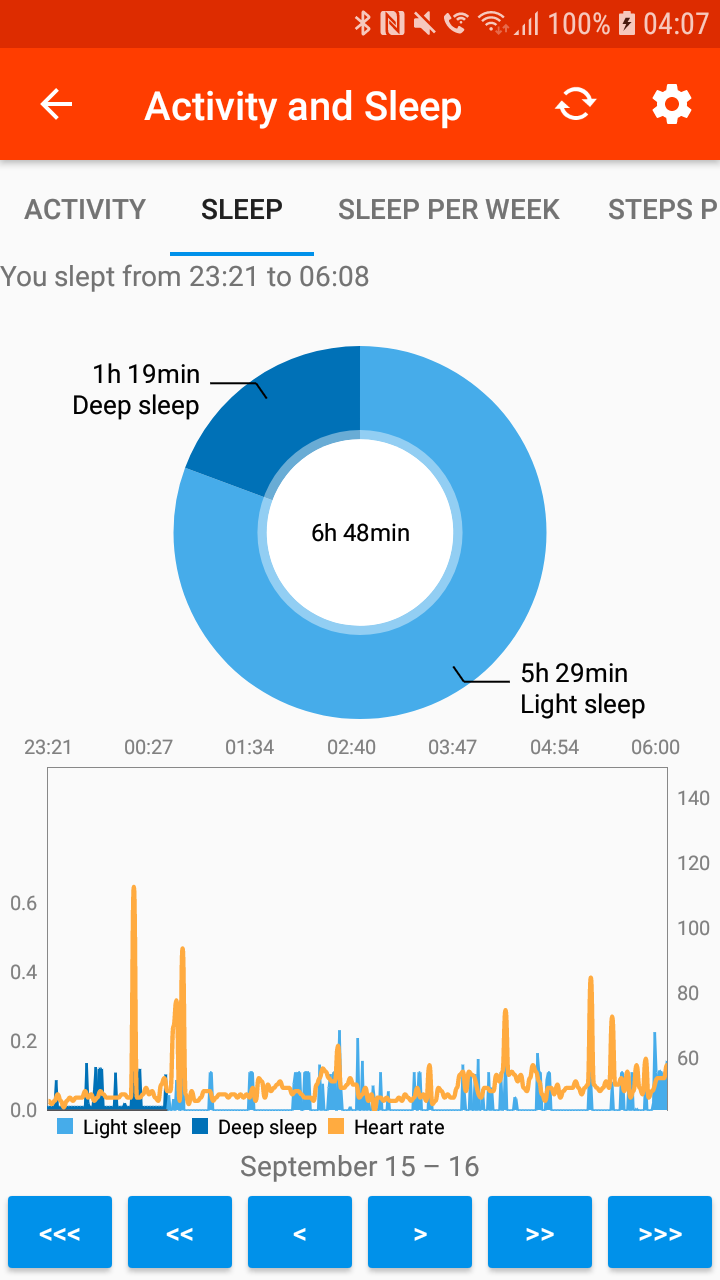 100% 04:07
Activity and Sleep
ACTIVITY SLEEP SLEEP PER WEEK STEPS P
You slept from 23:21 to 06:08
1h 19min
Deep sleep
6h 48min
5h 29min
Light sleep
23:21 00:27 01:34 02:40 03:47 04:54 06:00
140
120
0.6
100
0.4
80
0.2
60
0.0
Light sleep Deep sleep Heart rate
September 15 – 16
<<< << < > >> >>>